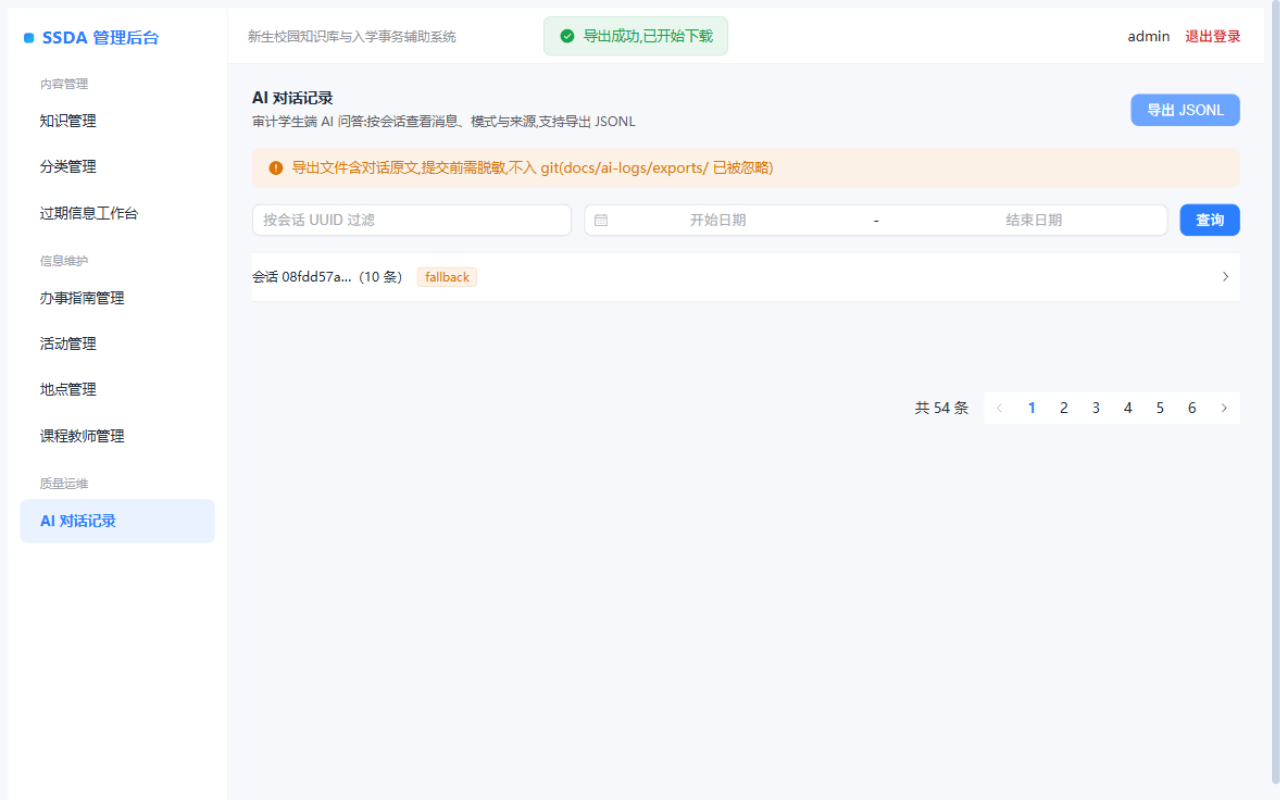 SSDA 管理后台
新生校园知识库与入学事务辅助系统
导出成功,已开始下载
admin
退出登录
内容管理
知识管理
分类管理
过期信息工作台
信息维护
办事指南管理
活动管理
地点管理
课程教师管理
质量运维
AI 对话记录
AI 对话记录
审计学生端 AI 问答:按会话查看消息、模式与来源,支持导出 JSONL
导出 JSONL
导出文件含对话原文,提交前需脱敏,不入 git(docs/ai-logs/exports/ 已被忽略)
按会话 UUID 过滤
开始日期 - 结束日期
查询
会话 08fdd57a... (10 条) fallback
共 54 条 1 2 3 4 5 6